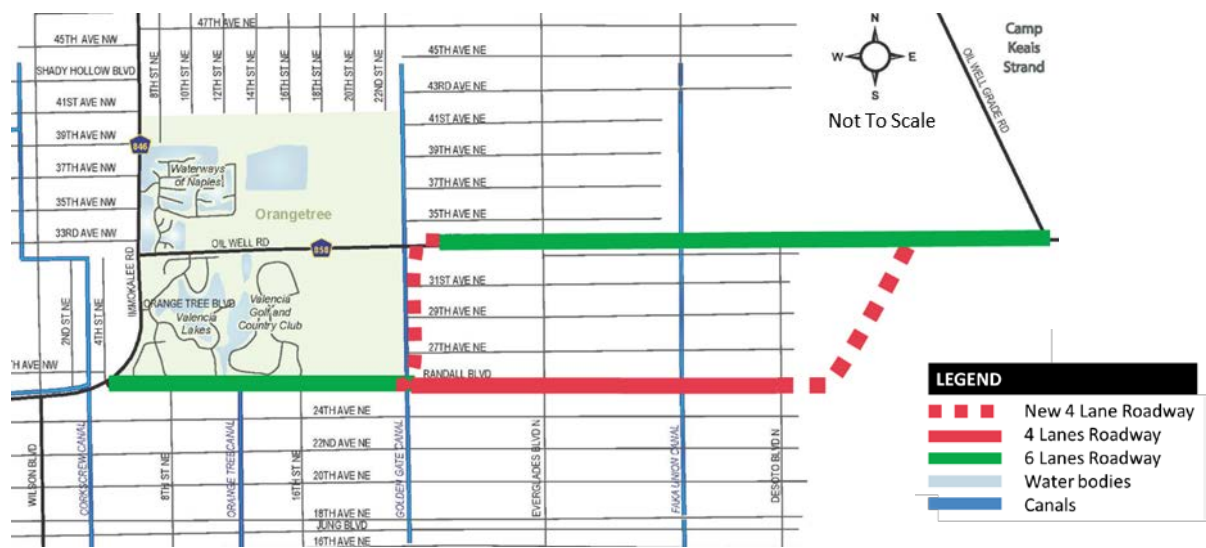 47TH AVE NE
45TH AVE NW
SHADY HOLLOW BLVD
41ST AVE NW
39TH AVE NW
37TH AVE NW
35TH AVE NW
33RD AVE NW
8TH ST NE
10TH ST NE
12TH ST NE
14TH ST NE
16TH ST NE
18TH ST NE
20TH ST NE
22ND ST NE
45TH AVE NE
43RD AVE NE
41ST AVE NE
39TH AVE NE
37TH AVE NE
35TH AVE NE
N
W
E
S
Not To Scale
Camp
Keais
Strand
OIL WELL GRADE RD
846
Waterways
of Naples
Orangetree
OIL WELL RD
858
IMMOKALEE RD
2ND ST NE
4TH ST NE
ORANGE TREE BLVD
Valencia
Lakes
Valencia
Golf and
Country Club
31ST AVE NE
29TH AVE NE
27TH AVE NE
RANDALL BLVD
TH AVE NW
24TH AVE NE
22ND AVE NE
20TH AVE NE
18TH AVE NE
JUNG BLVD
16TH AVE NE
WILSON BLVD
CORKSCREW CANAL
8TH ST NE
ORANGE TREE CANAL
16TH ST NE
GOLDEN GATE CANAL
EVERGLADES BLVD N
FAKA UNION CANAL
DESOTO BLVD N
LEGEND
New 4 Lane Roadway
4 Lanes Roadway
6 Lanes Roadway
Water bodies
Canals